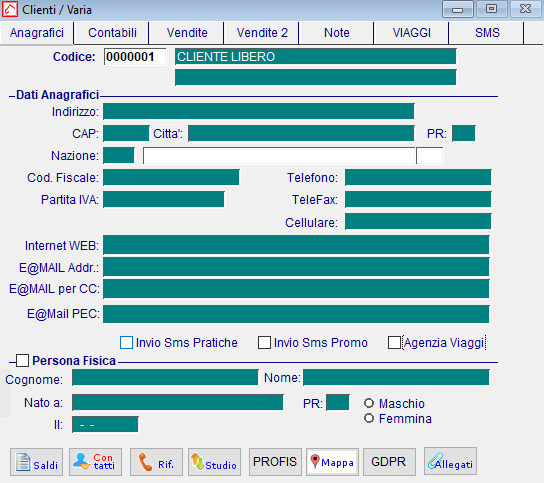 Clienti / Varia
Anagrafici Contabili Vendite Vendite 2 Note VIAGGI SMS
Codice: 0000001 CLIENTE LIBERO
Dati Anagrafici
Indirizzo:
CAP: Citta': PR:
Nazione:
Cod. Fiscale: Telefono:
Partita IVA: TeleFax:
Cellulare:
Internet WEB:
E@MAIL Addr.:
E@MAIL per CC:
E@Mail PEC:
Invio Sms Pratiche Invio Sms Promo Agenzia Viaggi
Persona Fisica
Cognome: Nome:
Nato a: PR: Maschio
Femmina
Il: - -
Saldi Con tatti Rif. Studio PROFIS Mappa GDPR Allegati